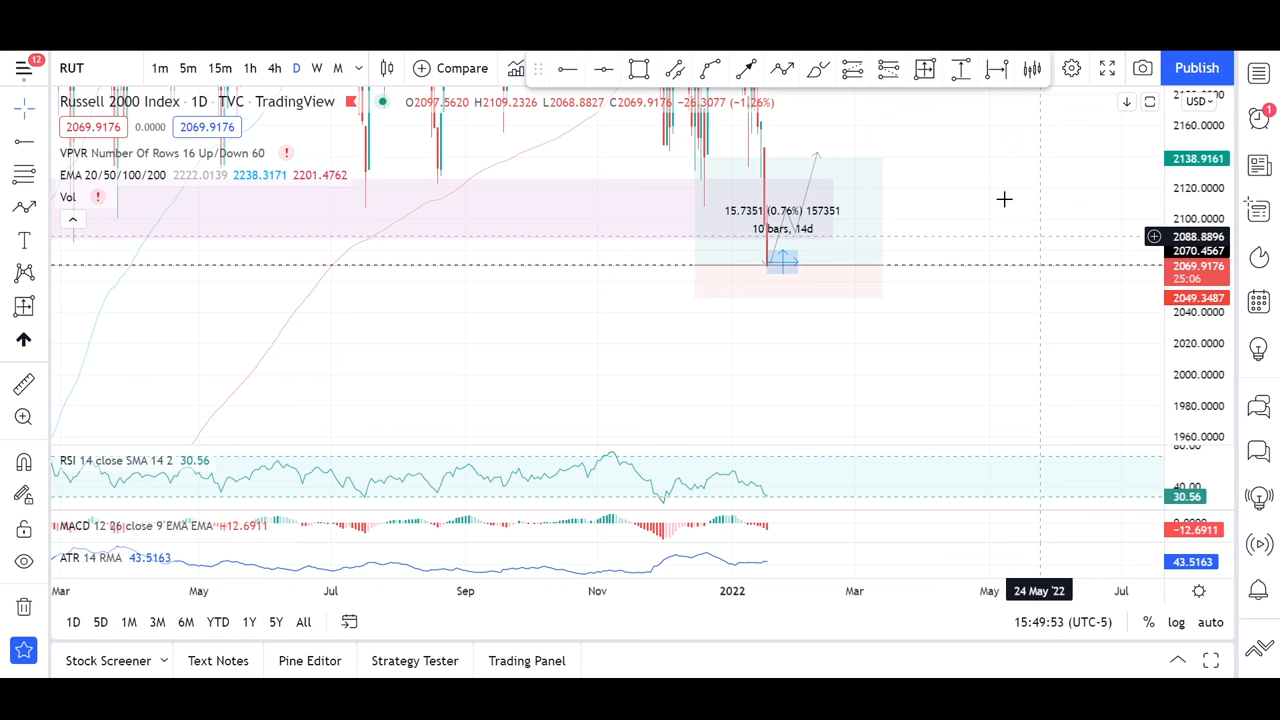 12
RUT 1m 5m 15m 1h 4h D W M Compare Publish
Russell 2000 Index · 1D · TVC · TradingView O2097.5620 H2109.2326 L2068.8827 C2069.9176 −26.3077 (−1.26%) USD
2069.9176 0.0000 2069.9176
VPVR Number Of Rows 16 Up/Down 60 !
EMA 20/50/100/200 2222.0139 2238.3171 2201.4762
Vol !
1
2160.0000
2138.9161
2120.0000
2100.0000
2088.8896
2070.4567
2069.9176
25:06
2049.3487
2040.0000
2020.0000
2000.0000
1980.0000
1960.0000
15.7351 (0.76%) 157351
10 bars, 14d
RSI 14 close SMA 14 2 30.56
40.00
30.56
MACD 12 26 close 9 EMA EMA −12.6911
−12.6911
ATR 14 RMA 43.5163
43.5163
Mar May Jul Sep Nov 2022 Mar May 24 May '22 Jul
1D 5D 1M 3M 6M YTD 1Y 5Y All 15:49:53 (UTC-5) % log auto
Stock Screener Text Notes Pine Editor Strategy Tester Trading Panel